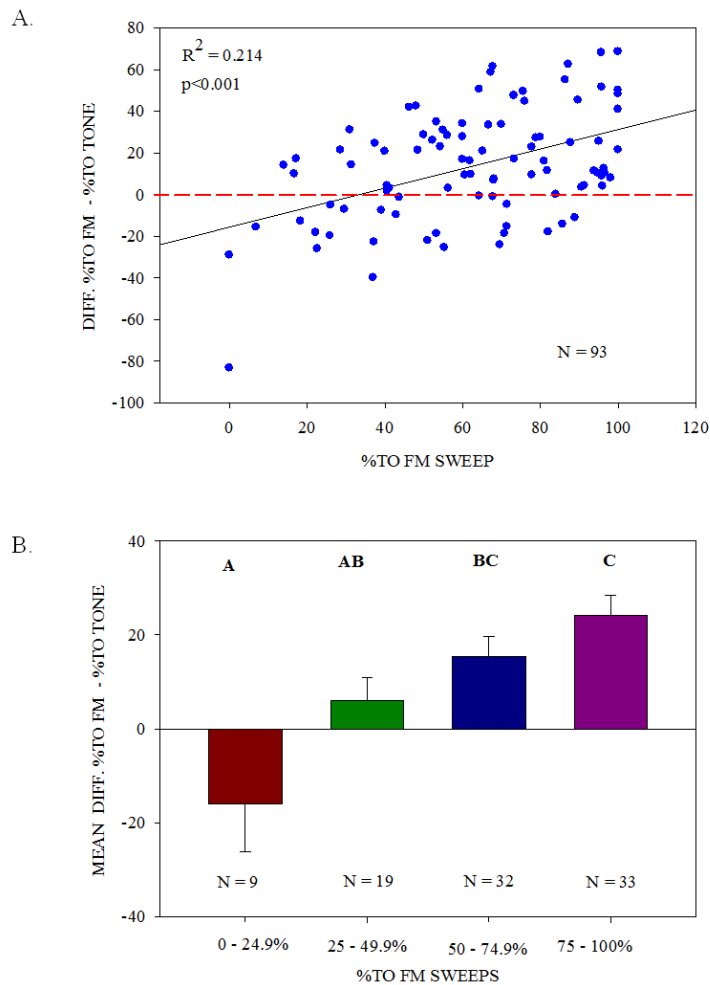 A.
80
60
40
20
0
-20
-40
-60
-80
-100
DIFF. %TO FM - %TO TONE
R² = 0.214
p<0.001
N = 93
0 20 40 60 80 100 120
%TO FM SWEEP
B.
40
20
0
-20
-40
MEAN DIFF. %TO FM - %TO TONE
A AB BC C
N = 9 N = 19 N = 32 N = 33
0 - 24.9% 25 - 49.9% 50 - 74.9% 75 - 100%
%TO FM SWEEPS